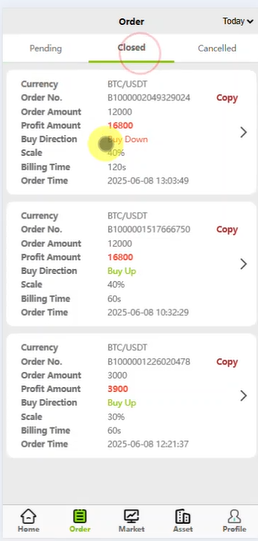 Order
Today
Pending Closed Cancelled
Currency BTC/USDT
Order No. B1000002049329024 Copy
Order Amount 12000
Profit Amount 16800
Buy Direction Buy Down
Scale 40%
Billing Time 120s
Order Time 2025-06-08 13:03:49
Currency BTC/USDT
Order No. B1000001517666750 Copy
Order Amount 12000
Profit Amount 16800
Buy Direction Buy Up
Scale 40%
Billing Time 60s
Order Time 2025-06-08 10:32:29
Currency BTC/USDT
Order No. B1000001226020478 Copy
Order Amount 3000
Profit Amount 3900
Buy Direction Buy Up
Scale 30%
Billing Time 60s
Order Time 2025-06-08 12:21:37
Home Order Market Asset Profile